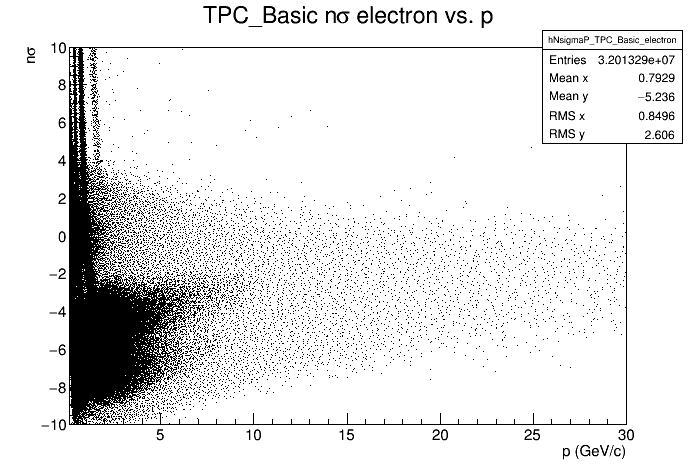 TPC_Basic nσ electron vs. p
hNsigmaP_TPC_Basic_electron
Entries 3.201329e+07
Mean x 0.7929
Mean y −5.236
RMS x 0.8496
RMS y 2.606
nσ
10
8
6
4
2
0
−2
−4
−6
−8
−10
5 10 15 20 25 30
p (GeV/c)